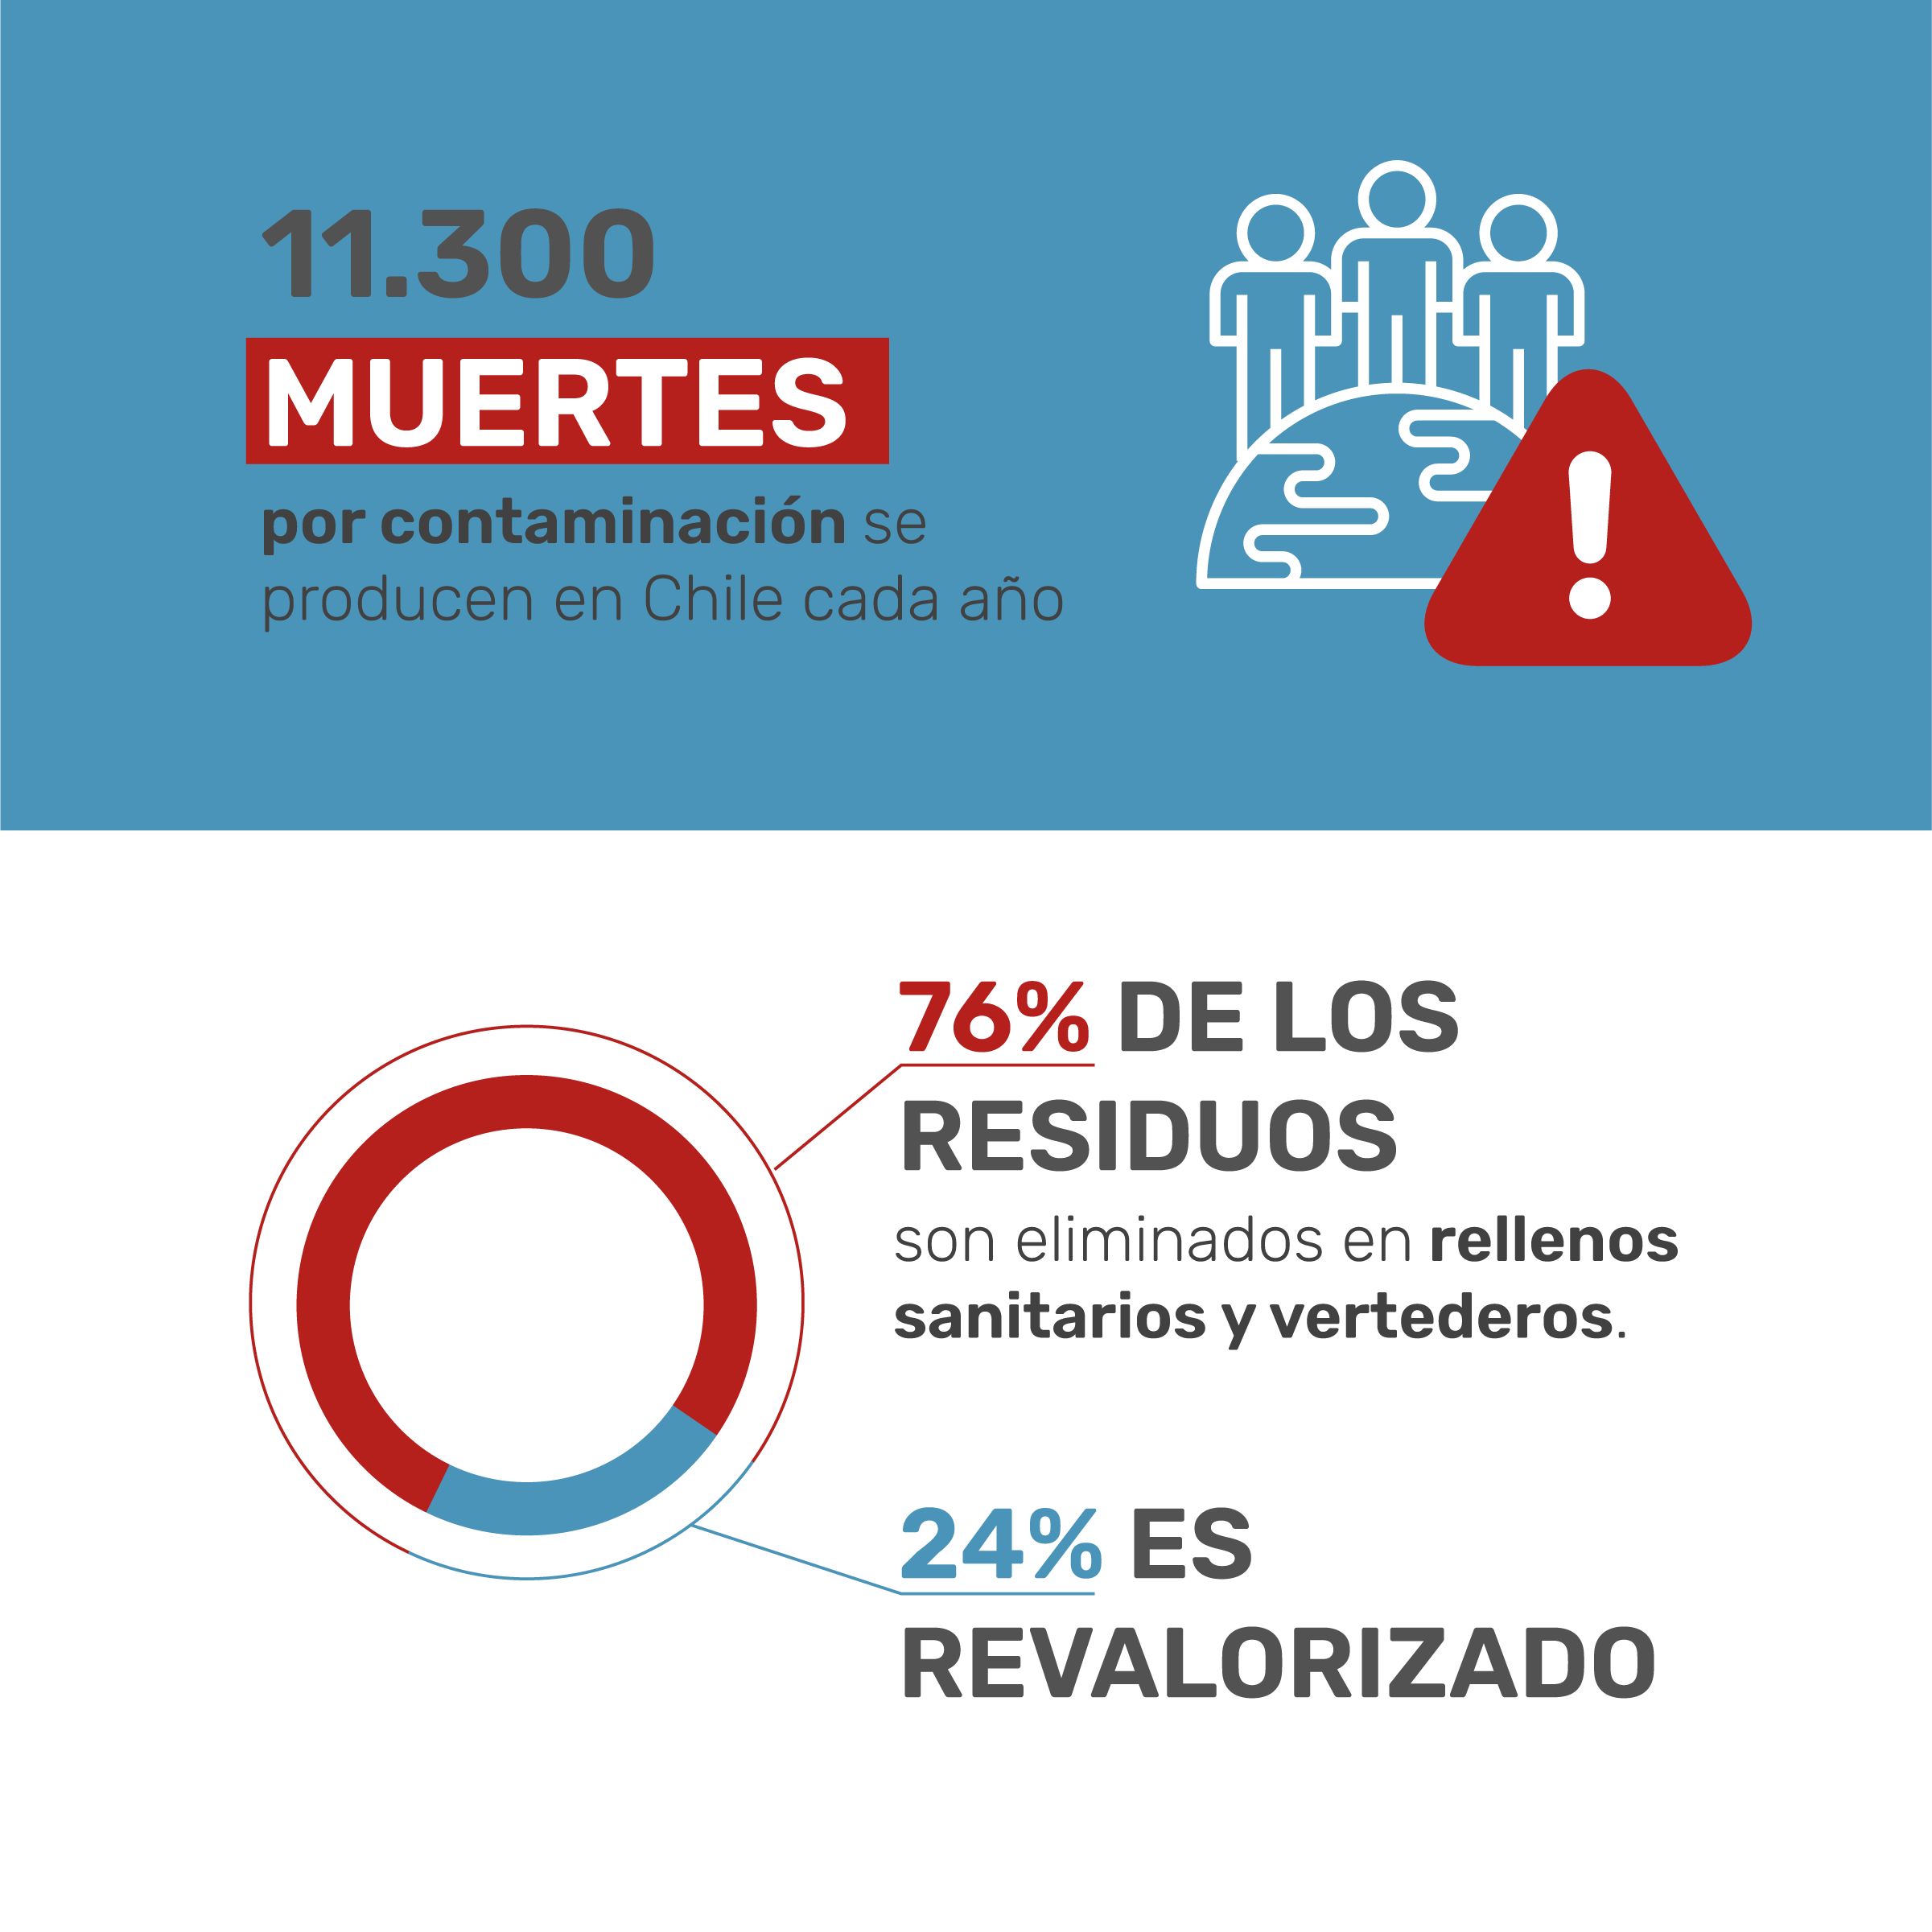 11.300
MUERTES
por contaminación se
producen en Chile cada año
76% DE LOS
RESIDUOS
son eliminados en rellenos
sanitarios y vertederos.
24% ES
REVALORIZADO